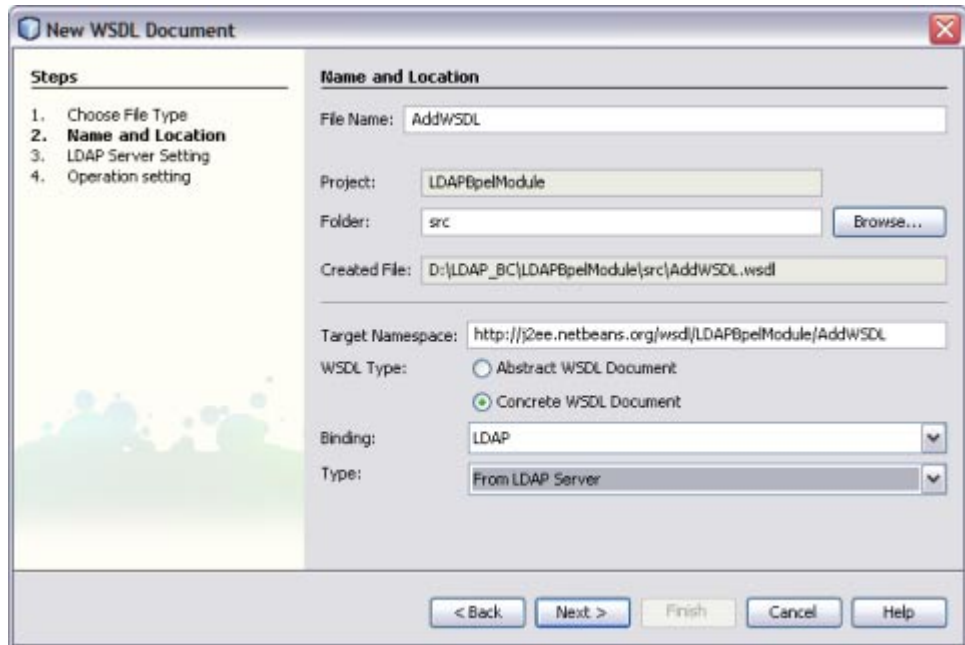 New WSDL Document
Steps
1. Choose File Type
2. Name and Location
3. LDAP Server Setting
4. Operation setting
Name and Location
File Name: AddWSDL
Project: LDAPBpelModule
Folder: src Browse...
Created File: D:\LDAP_BC\LDAPBpelModule\src\AddWSDL.wsdl
Target Namespace: http://j2ee.netbeans.org/wsdl/LDAPBpelModule/AddWSDL
WSDL Type: Abstract WSDL Document
Concrete WSDL Document
Binding: LDAP
Type: From LDAP Server
< Back Next > Finish Cancel Help